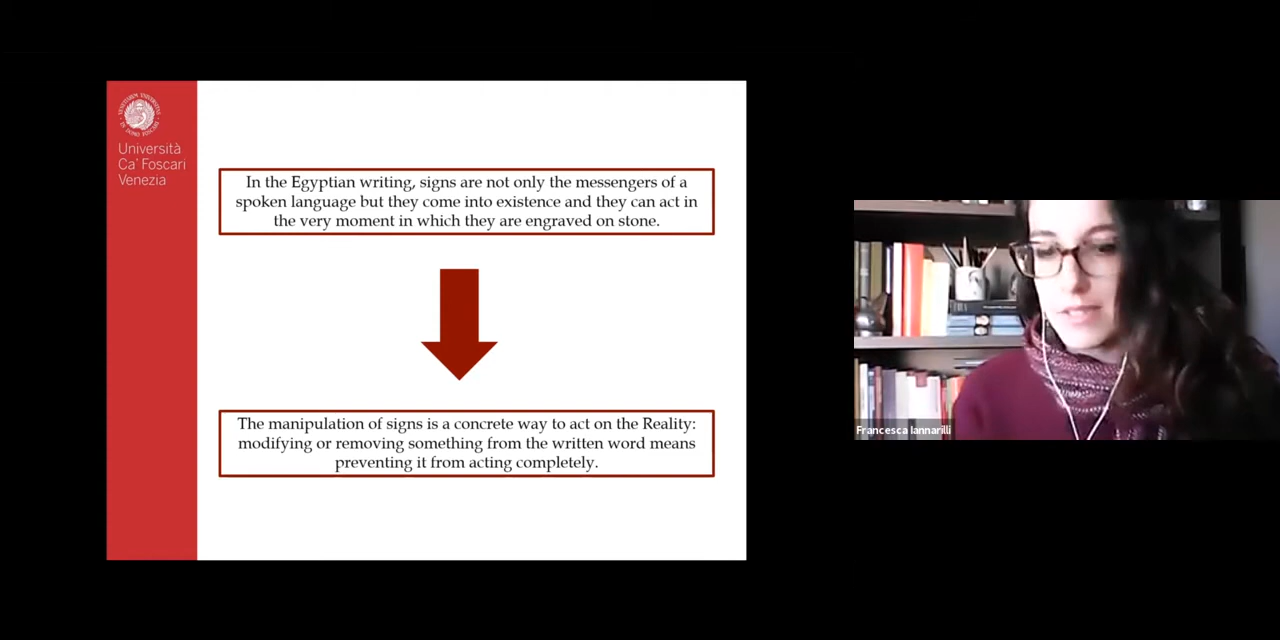 Università
Ca' Foscari
Venezia
In the Egyptian writing, signs are not only the messengers of a
spoken language but they come into existence and they can act in
the very moment in which they are engraved on stone.
The manipulation of signs is a concrete way to act on the Reality:
modifying or removing something from the written word means
preventing it from acting completely.
Francesca Iannarilli